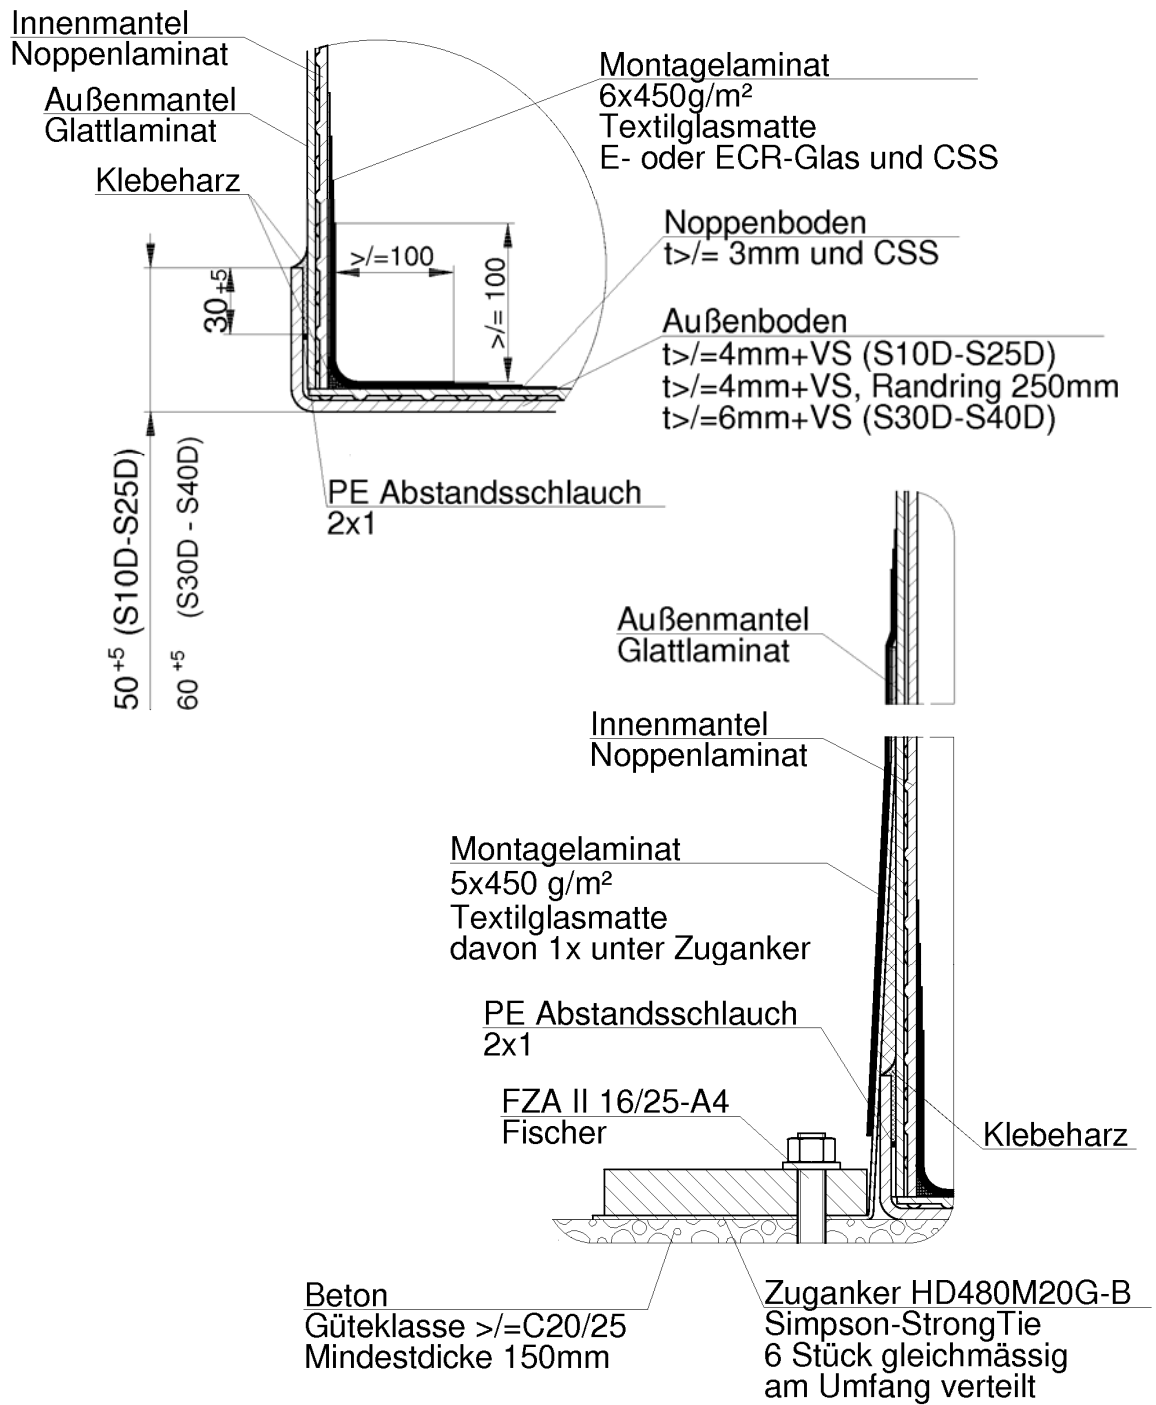 Innenmantel
Noppenlaminat
Außenmantel
Glattlaminat
Klebeharz
Montagelaminat
6x450g/m²
Textilglasmatte
E- oder ECR-Glas und CSS
Noppenboden
t>/= 3mm und CSS
>/=100
>/= 100
30+5
Außenboden
t>/=4mm+VS (S10D-S25D)
t>/=4mm+VS, Randring 250mm
t>/=6mm+VS (S30D-S40D)
PE Abstandsschlauch
2x1
50+5 (S10D-S25D)
60+5 (S30D - S40D)
Außenmantel
Glattlaminat
Innenmantel
Noppenlaminat
Montagelaminat
5x450 g/m²
Textilglasmatte
davon 1x unter Zuganker
PE Abstandsschlauch
2x1
FZA II 16/25-A4
Fischer
Klebeharz
Beton
Güteklasse >/=C20/25
Mindestdicke 150mm
Zuganker HD480M20G-B
Simpson-StrongTie
6 Stück gleichmässig
am Umfang verteilt